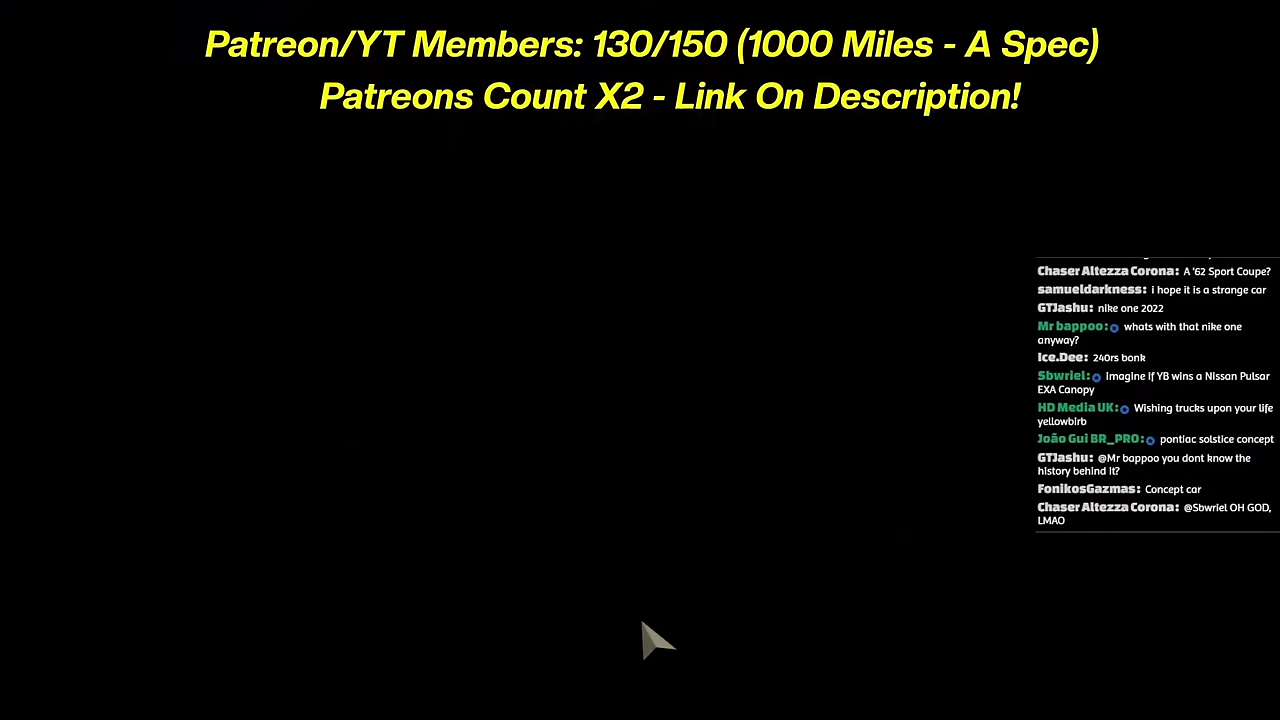 Patreon/YT Members: 130/150 (1000 Miles - A Spec)
Patreons Count X2 - Link On Description!
Chaser Altezza Corona: A '62 Sport Coupe?
samueldarkness: i hope it is a strange car
GTJashu: nike one 2022
Mr bappoo: whats with that nike one
anyway?
Ice.Dee: 240rs bonk
Sbwriel: Imagine if YB wins a Nissan Pulsar
EXA Canopy
HD Media UK: Wishing trucks upon your life
yellowbirb
João Gui BR_PRO: pontiac solstice concept
GTJashu: @Mr bappoo you dont know the
history behind it?
FonikosGazmas: Concept car
Chaser Altezza Corona: @Sbwriel OH GOD,
LMAO